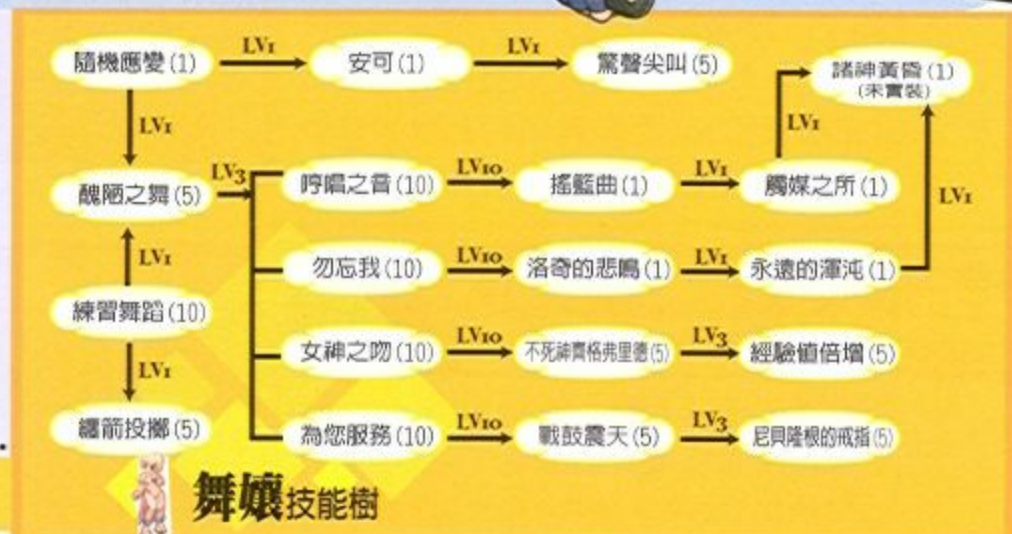 隨機應變(1) LV1 安可(1) LV1 驚聲尖叫(5)
諸神黃昏(1)
(未實裝)
LV1 LV1
醜陋之舞(5) LV3 哼唱之音(10) LV10 搖籃曲(1) LV1 觸媒之所(1) LV1
LV1 勿忘我(10) LV10 洛奇的悲鳴(1) LV1 永遠的渾沌(1)
練習舞蹈(10)
女神之吻(10) LV10 不死神齊格弗里德(5) LV3 經驗值倍增(5)
LV1
纏箭投擲(5) 為您服務(10) LV10 戰鼓震天(5) LV3 尼貝隆根的戒指(5)
舞孃技能樹